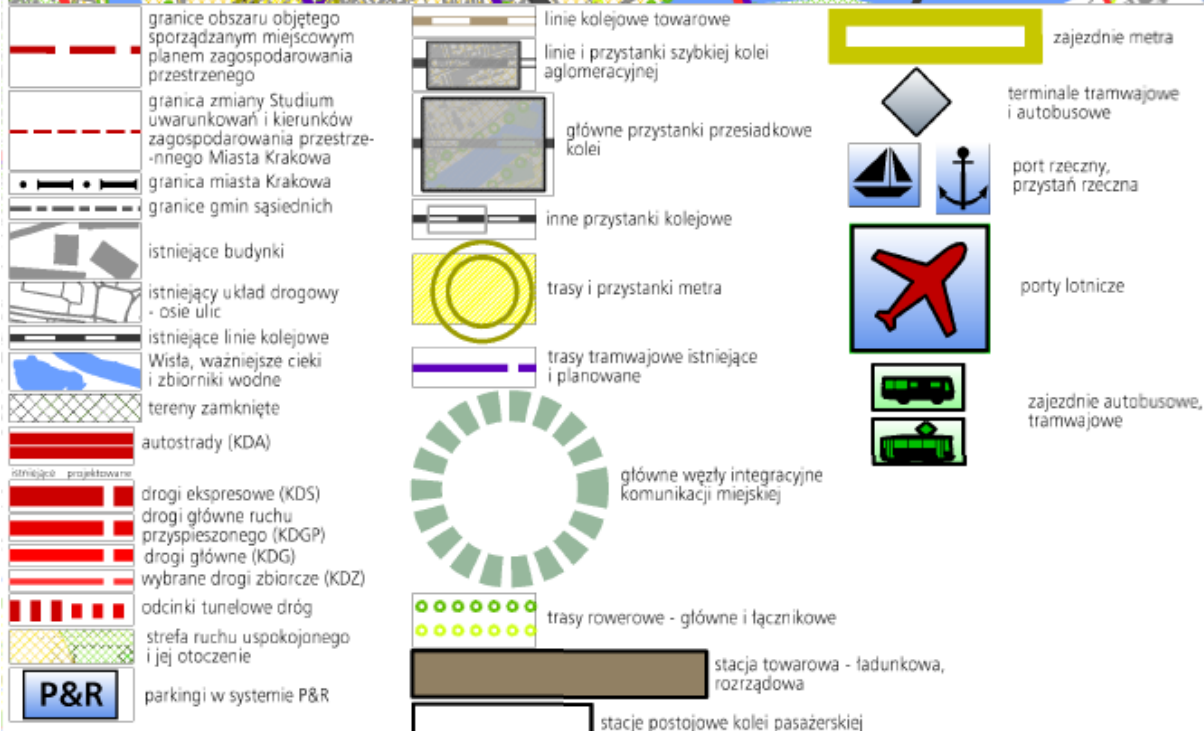 granice obszaru objętego
sporządzanym miejscowym
planem zagospodarowania
przestrzenego
granica zmiany Studium
uwarunkowań i kierunków
zagospodarowania przestrze-
-nnego Miasta Krakowa
granica miasta Krakowa
granice gmin sąsiednich
istniejące budynki
istniejący układ drogowy
- osie ulic
istniejące linie kolejowe
Wisła, ważniejsze cieki
i zbiorniki wodne
tereny zamknięte
autostrady (KDA)
istniejące projektowane
drogi ekspresowe (KDS)
drogi główne ruchu
przyspieszonego (KDGP)
drogi główne (KDG)
wybrane drogi zbiorcze (KDZ)
odcinki tunelowe dróg
strefa ruchu uspokojonego
i jej otoczenie
P&R
parkingi w systemie P&R
linie kolejowe towarowe
linie i przystanki szybkiej kolei
aglomeracyjnej
główne przystanki przesiadkowe
kolei
inne przystanki kolejowe
trasy i przystanki metra
trasy tramwajowe istniejące
i planowane
główne węzły integracyjne
komunikacji miejskiej
trasy rowerowe - główne i łącznikowe
stacja towarowa - ładunkowa,
rozrządowa
stacje postojowe kolei pasażerskiej
zajezdnie metra
terminale tramwajowe
i autobusowe
port rzeczny,
przystań rzeczna
porty lotnicze
zajezdnie autobusowe,
tramwajowe